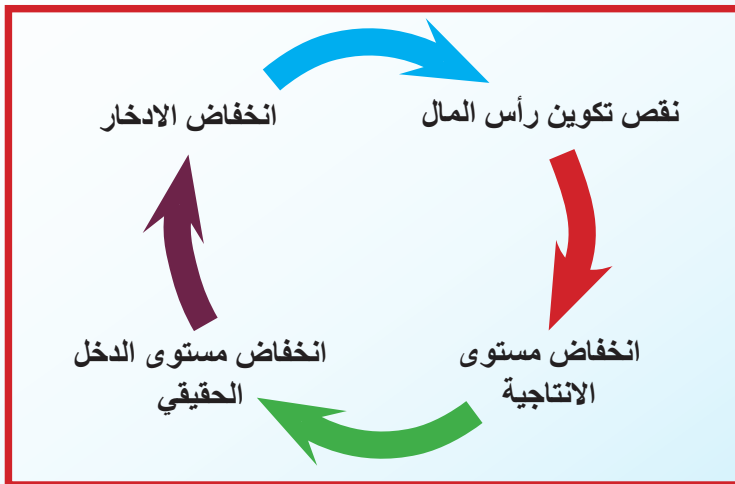 نقص تكوين رأس المال
انخفاض الادخار
انخفاض مستوى
الانتاجية
انخفاض مستوى الدخل
الحقيقي